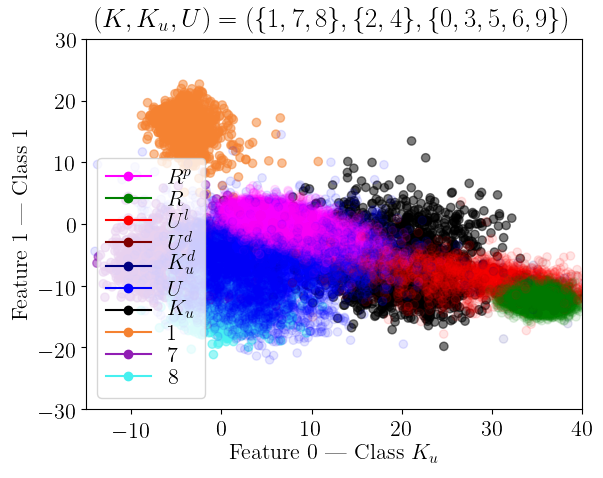 (K, K_u, U) = ({1, 7, 8}, {2, 4}, {0, 3, 5, 6, 9})
30
20
10
0
−10
−20
−30
Feature 1 — Class 1
R^p
R
U^l
U^d
K_u^d
U
K_u
1
7
8
−10
0
10
20
30
40
Feature 0 — Class K_u